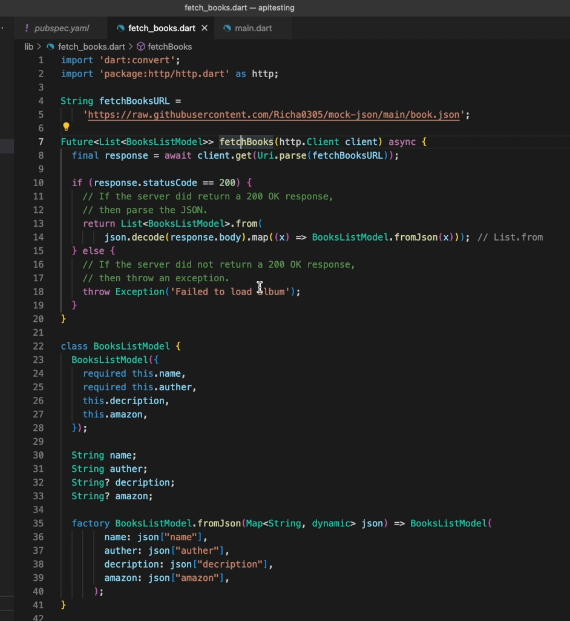 fetch_books.dart — apitesting
! pubspec.yaml fetch_books.dart × main.dart
lib > fetch_books.dart > fetchBooks
1 import 'dart:convert';
2 import 'package:http/http.dart' as http;
3
4 String fetchBooksURL =
5 'https://raw.githubusercontent.com/Richa0305/mock-json/main/book.json';
6
7 Future<List<BooksListModel>> fetchBooks(http.Client client) async {
8 final response = await client.get(Uri.parse(fetchBooksURL));
9
10 if (response.statusCode == 200) {
11 // If the server did return a 200 OK response,
12 // then parse the JSON.
13 return List<BooksListModel>.from(
14 json.decode(response.body).map((x) => BooksListModel.fromJson(x))); // List.from
15 } else {
16 // If the server did not return a 200 OK response,
17 // then throw an exception.
18 throw Exception('Failed to load album');
19 }
20 }
21
22 class BooksListModel {
23 BooksListModel({
24 required this.name,
25 required this.auther,
26 this.decription,
27 this.amazon,
28 });
29
30 String name;
31 String auther;
32 String? decription;
33 String? amazon;
34
35 factory BooksListModel.fromJson(Map<String, dynamic> json) => BooksListModel(
36 name: json["name"],
37 auther: json["auther"],
38 decription: json["decription"],
39 amazon: json["amazon"],
40 );
41 }
42